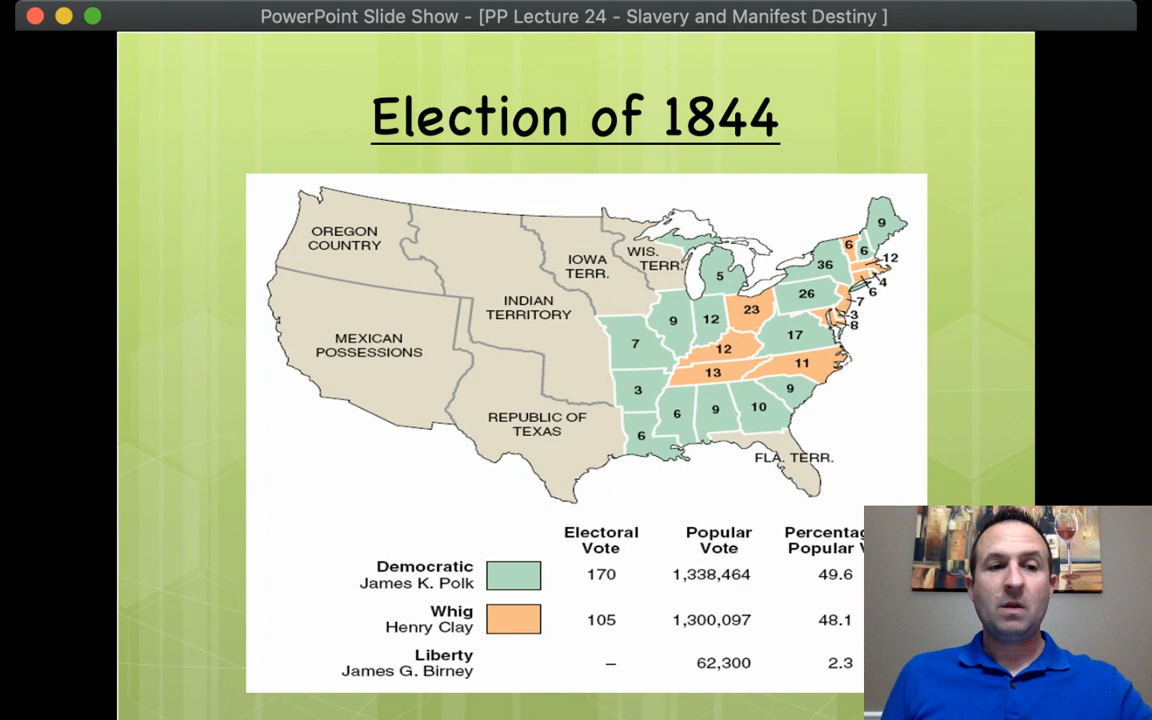 PowerPoint Slide Show - [PP Lecture 24 - Slavery and Manifest Destiny ]
Election of 1844
OREGON
COUNTRY
IOWA
TERR.
WIS.
TERR.
INDIAN
TERRITORY
MEXICAN
POSSESSIONS
REPUBLIC OF
TEXAS
FLA. TERR.
9
6
6
12
36
4
6
5
26
7
3
8
23
9
12
17
7
12
11
13
3
9
6
9
10
6
Electoral
Vote
Popular
Vote
Percentag
Popular V
Democratic
James K. Polk
170
1,338,464
49.6
Whig
Henry Clay
105
1,300,097
48.1
Liberty
James G. Birney
–
62,300
2.3